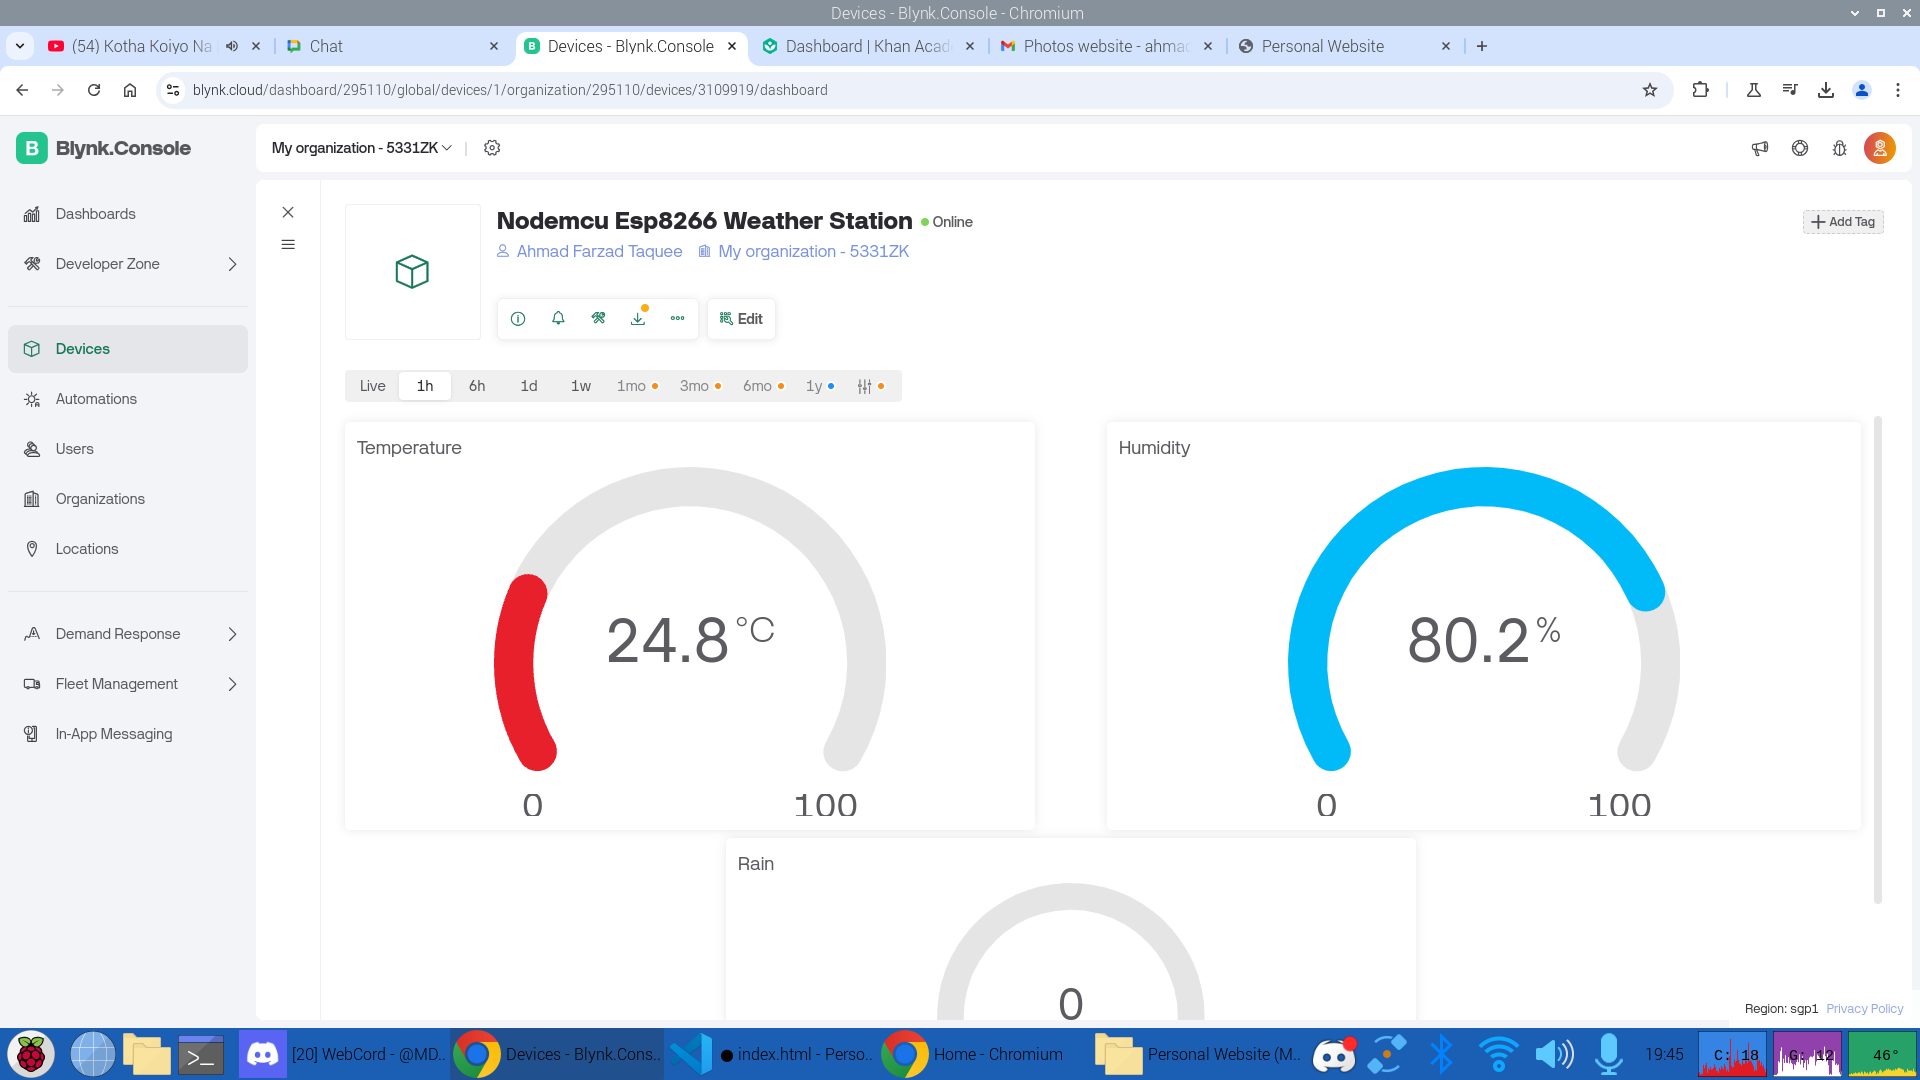 Devices - Blynk.Console - Chromium
(54) Kotha Koiyo Na
Chat
Devices - Blynk.Console
Dashboard | Khan Acad
Photos website - ahmad
Personal Website
blynk.cloud/dashboard/295110/global/devices/1/organization/295110/devices/3109919/dashboard
B Blynk.Console
My organization - 5331ZK
Dashboards
Developer Zone
Devices
Automations
Users
Organizations
Locations
Demand Response
Fleet Management
In-App Messaging
Nodemcu Esp8266 Weather Station Online
Add Tag
Ahmad Farzad Taquee My organization - 5331ZK
Edit
Live 1h 6h 1d 1w 1mo 3mo 6mo 1y
Temperature
24.8 °C
0 100
Humidity
80.2 %
0 100
Rain
0
Region: sgp1 Privacy Policy
[20] WebCord - @MD..
Devices - Blynk.Cons..
index.html - Perso..
Home - Chromium
Personal Website (M..
19:45
C: 18
G: 12
46°